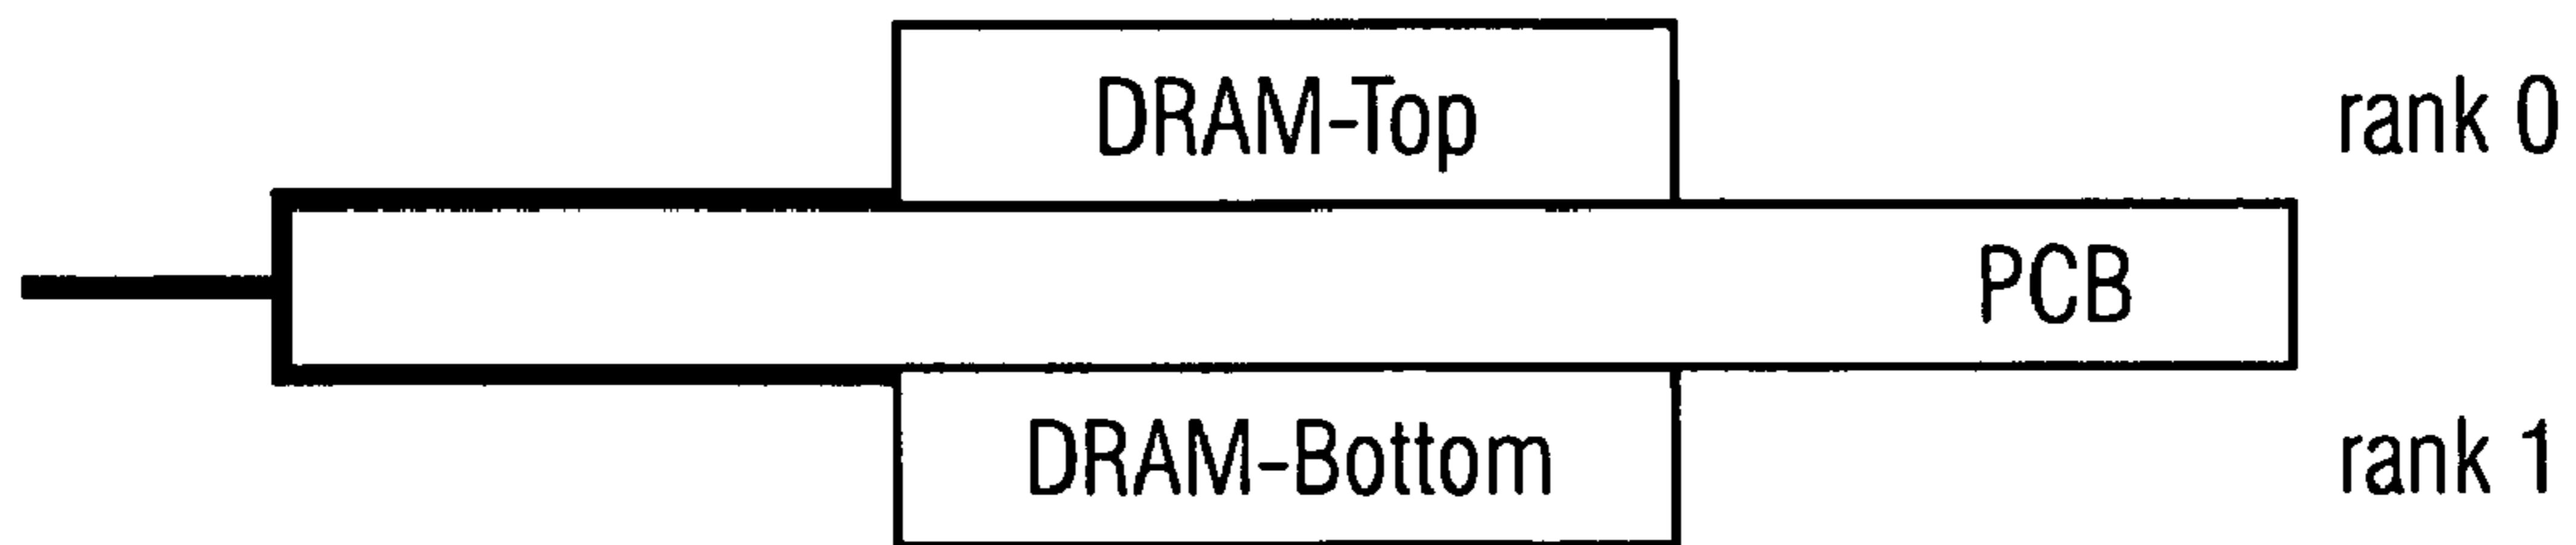 DRAM-Top
rank 0
PCB
DRAM-Bottom
rank 1